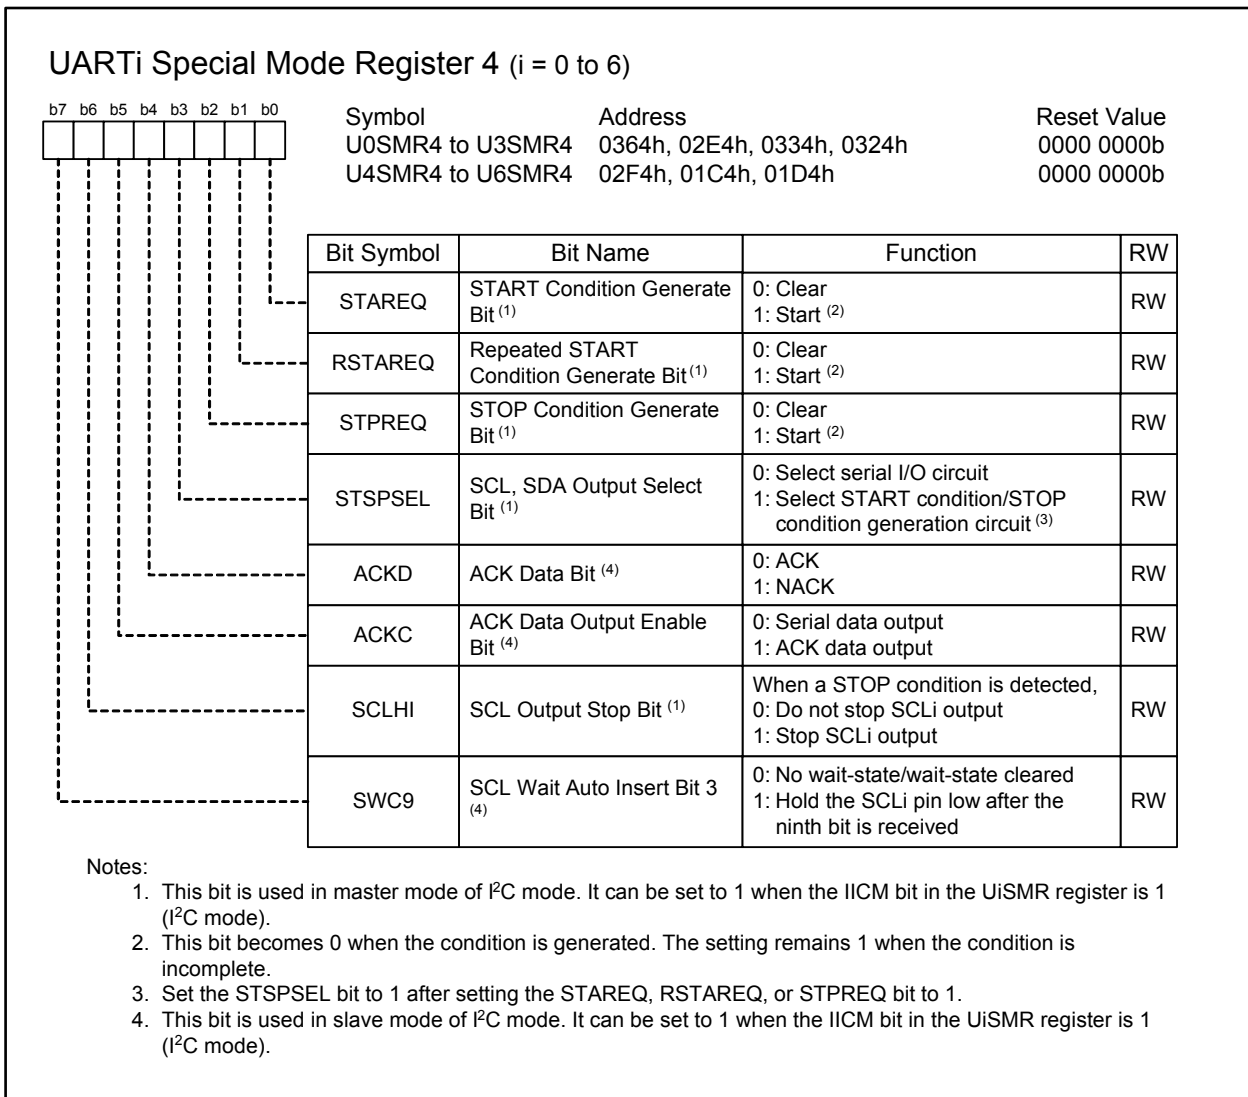 UARTi Special Mode Register 4 (i = 0 to 6)
b7 b6 b5 b4 b3 b2 b1 b0
Symbol Address Reset Value
U0SMR4 to U3SMR4 0364h, 02E4h, 0334h, 0324h 0000 0000b
U4SMR4 to U6SMR4 02F4h, 01C4h, 01D4h 0000 0000b
Bit Symbol Bit Name Function RW
STAREQ
START Condition Generate
Bit (1)
0: Clear
1: Start (2)
RW
RSTAREQ
Repeated START
Condition Generate Bit (1)
0: Clear
1: Start (2)
RW
STPREQ
STOP Condition Generate
Bit (1)
0: Clear
1: Start (2)
RW
STSPSEL
SCL, SDA Output Select
Bit (1)
0: Select serial I/O circuit
1: Select START condition/STOP
condition generation circuit (3)
RW
ACKD
ACK Data Bit (4)
0: ACK
1: NACK
RW
ACKC
ACK Data Output Enable
Bit (4)
0: Serial data output
1: ACK data output
RW
SCLHI
SCL Output Stop Bit (1)
When a STOP condition is detected,
0: Do not stop SCLi output
1: Stop SCLi output
RW
SWC9
SCL Wait Auto Insert Bit 3
(4)
0: No wait-state/wait-state cleared
1: Hold the SCLi pin low after the
ninth bit is received
RW
Notes:
1. This bit is used in master mode of I²C mode. It can be set to 1 when the IICM bit in the UiSMR register is 1
(I²C mode).
2. This bit becomes 0 when the condition is generated. The setting remains 1 when the condition is
incomplete.
3. Set the STSPSEL bit to 1 after setting the STAREQ, RSTAREQ, or STPREQ bit to 1.
4. This bit is used in slave mode of I²C mode. It can be set to 1 when the IICM bit in the UiSMR register is 1
(I²C mode).